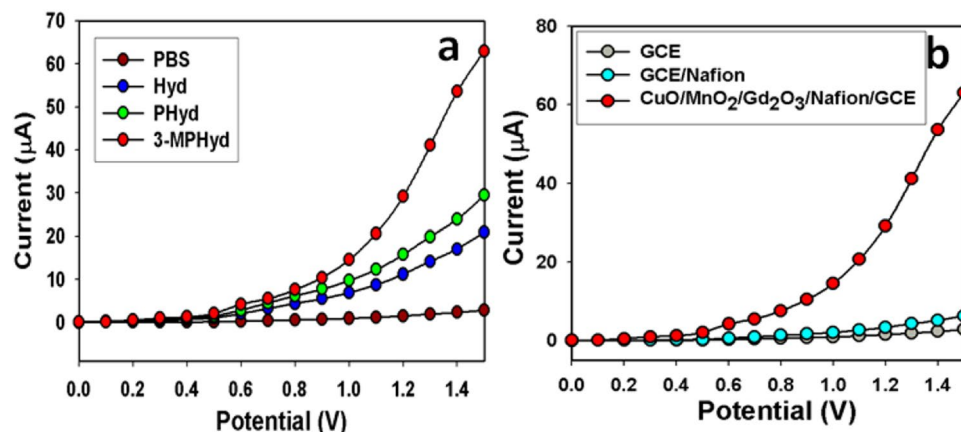 a
PBS
Hyd
PHyd
3-MPHyd
70
60
50
40
30
20
10
0
Current (µA)
0.0 0.2 0.4 0.6 0.8 1.0 1.2 1.4
Potential (V)
b
GCE
GCE/Nafion
CuO/MnO₂/Gd₂O₃/Nafion/GCE
80
60
40
20
0
Current (µA)
0.0 0.2 0.4 0.6 0.8 1.0 1.2 1.4
Potential (V)